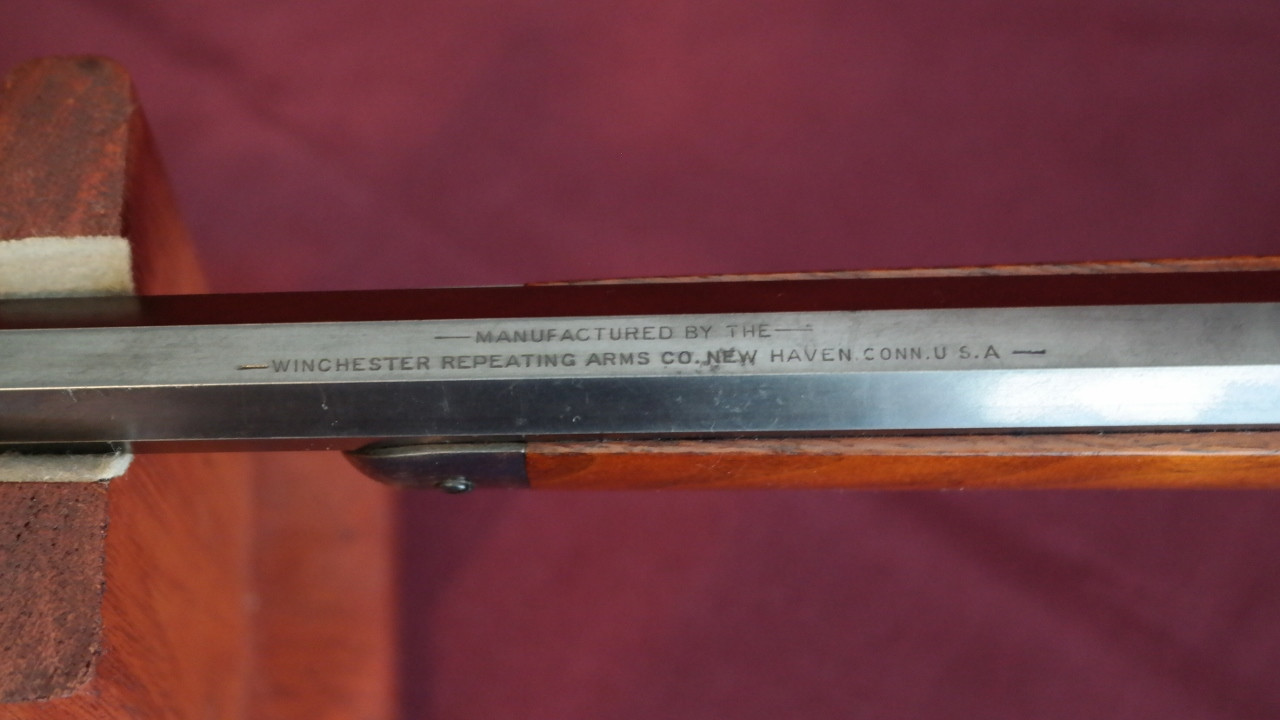 —MANUFACTURED BY THE—
—WINCHESTER REPEATING ARMS CO. NEW HAVEN. CONN. U S. A —